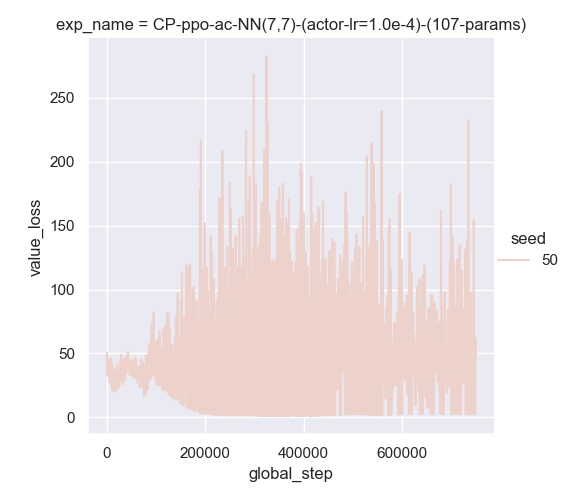 exp_name = CP-ppo-ac-NN(7,7)-(actor-lr=1.0e-4)-(107-params)
250
200
150
100
50
0
value_loss
0 200000 400000 600000
global_step
seed
50